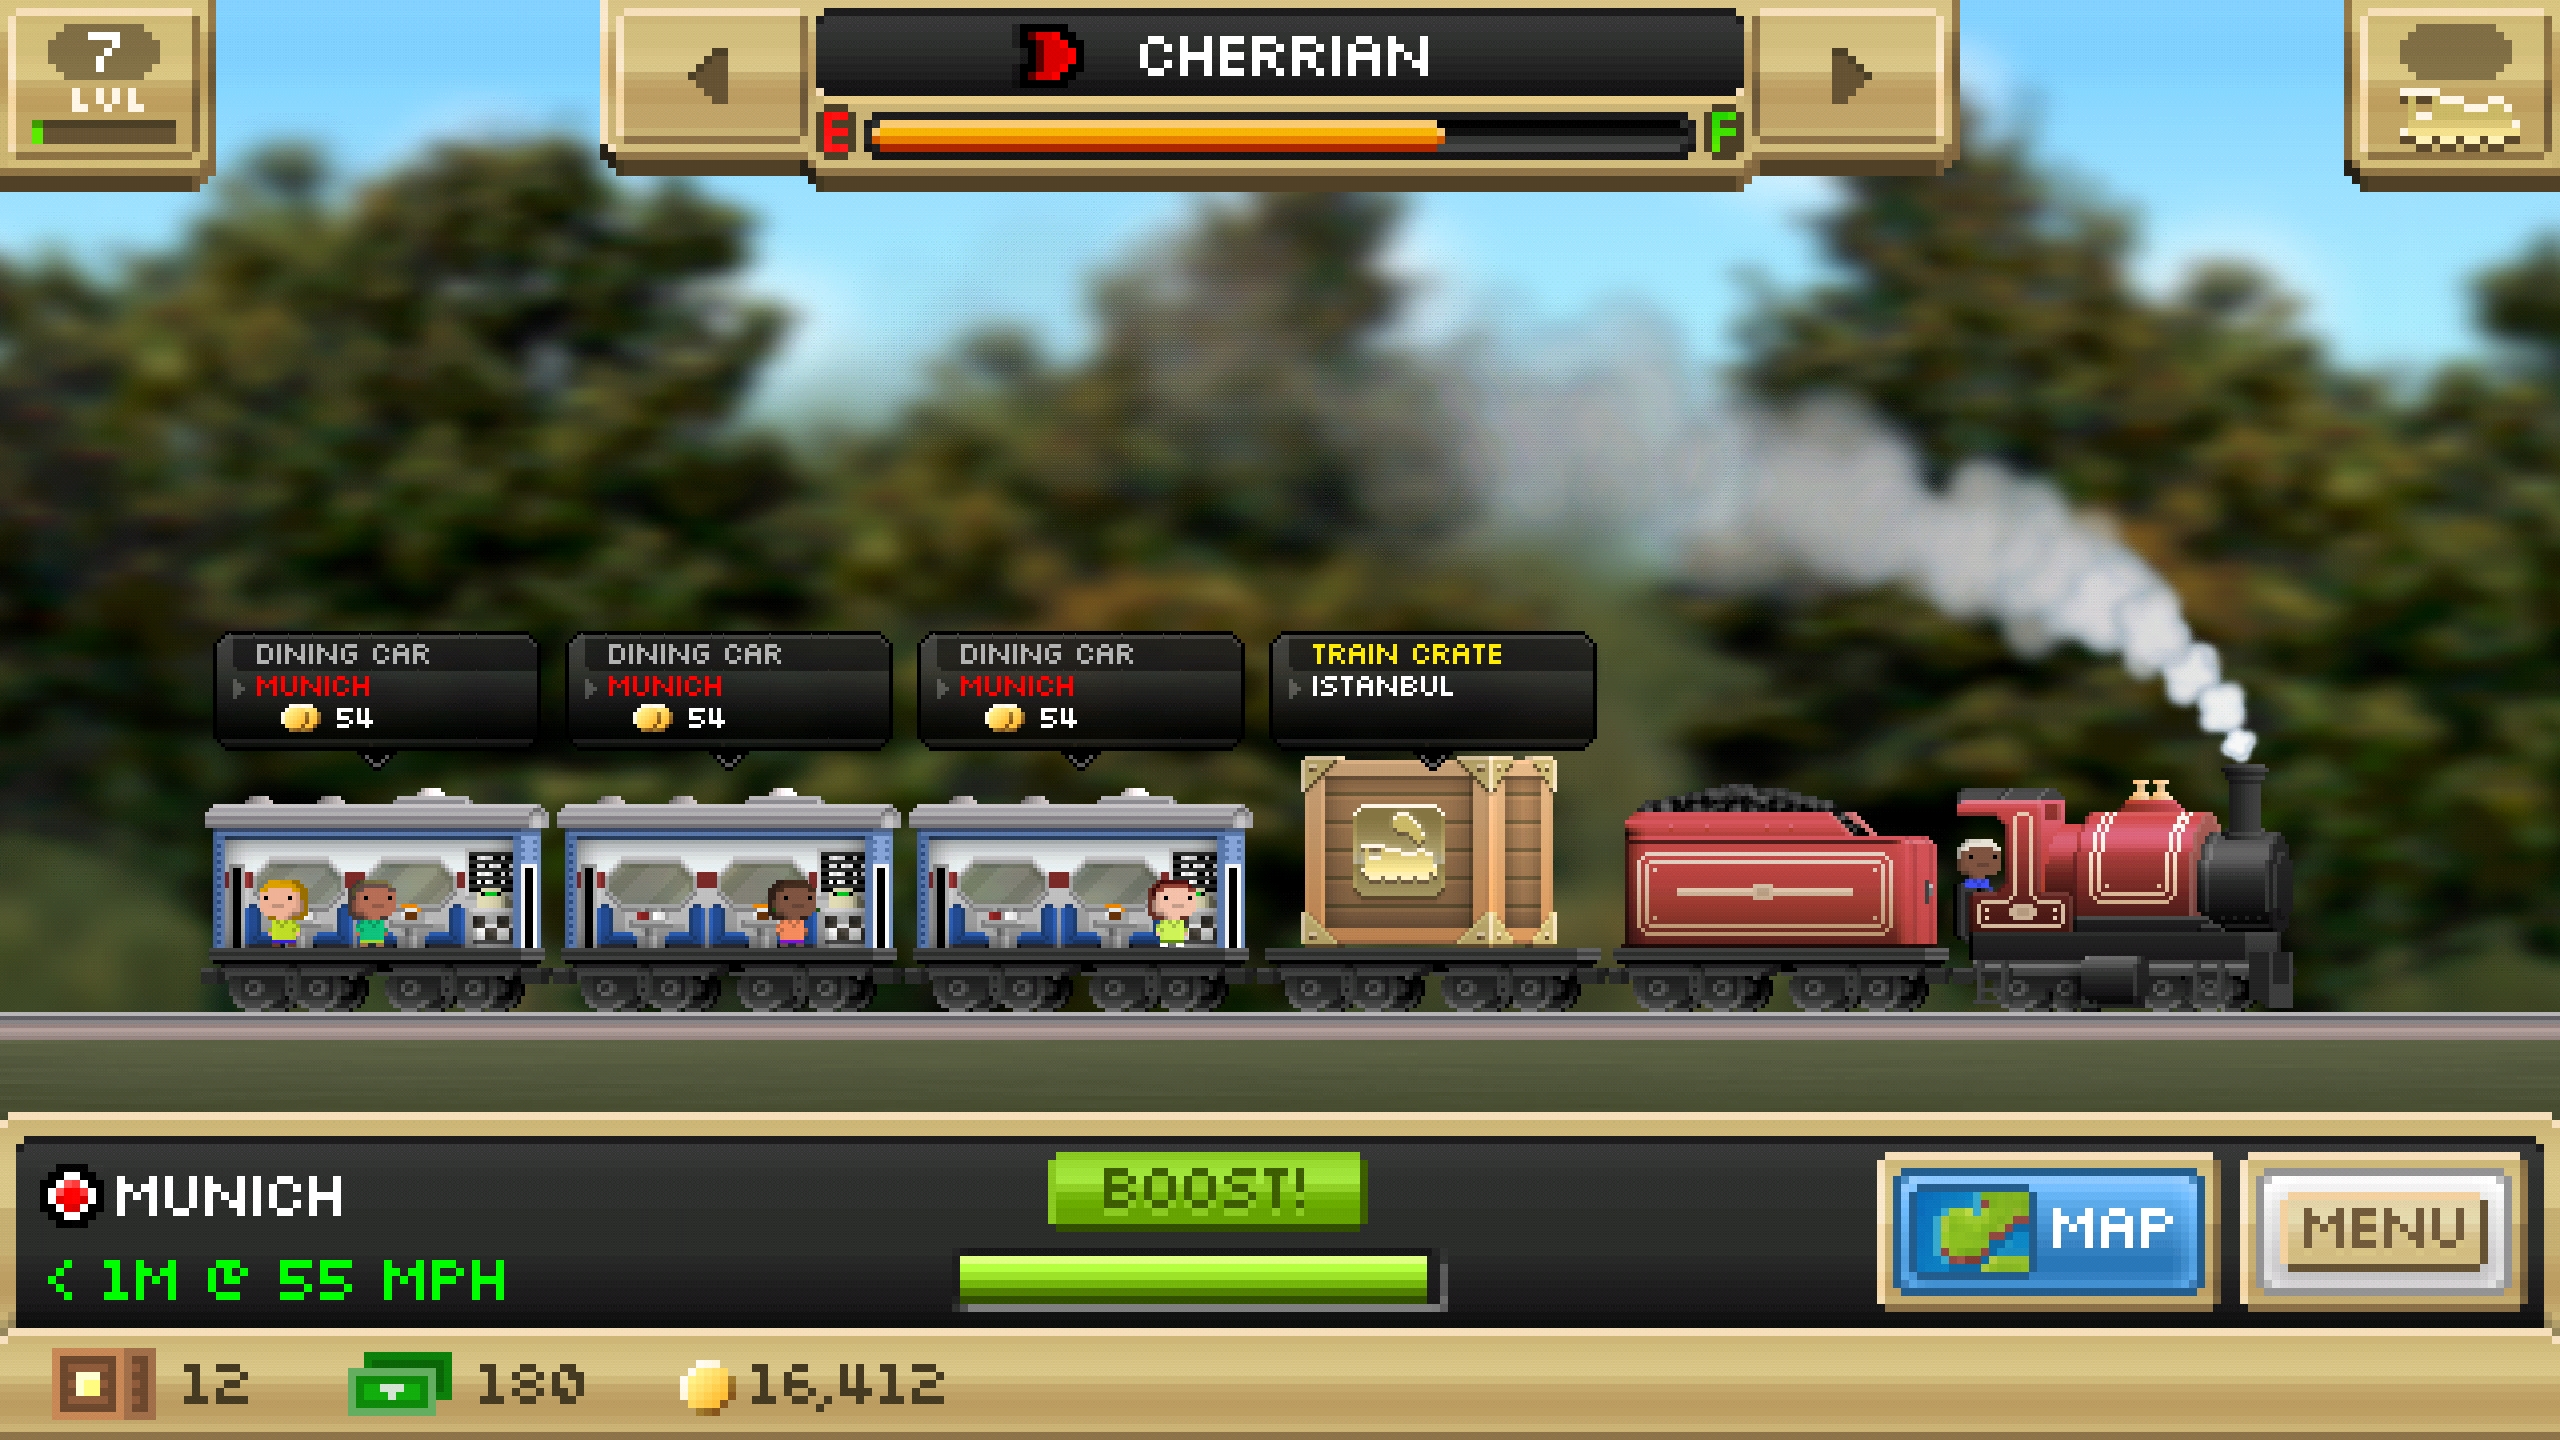 7
LVL
CHERRIAN
E
F
DINING CAR
MUNICH
54
DINING CAR
MUNICH
54
DINING CAR
MUNICH
54
TRAIN CRATE
ISTANBUL
MUNICH
< 1M @ 55 MPH
BOOST!
MAP
MENU
12
180
16,412